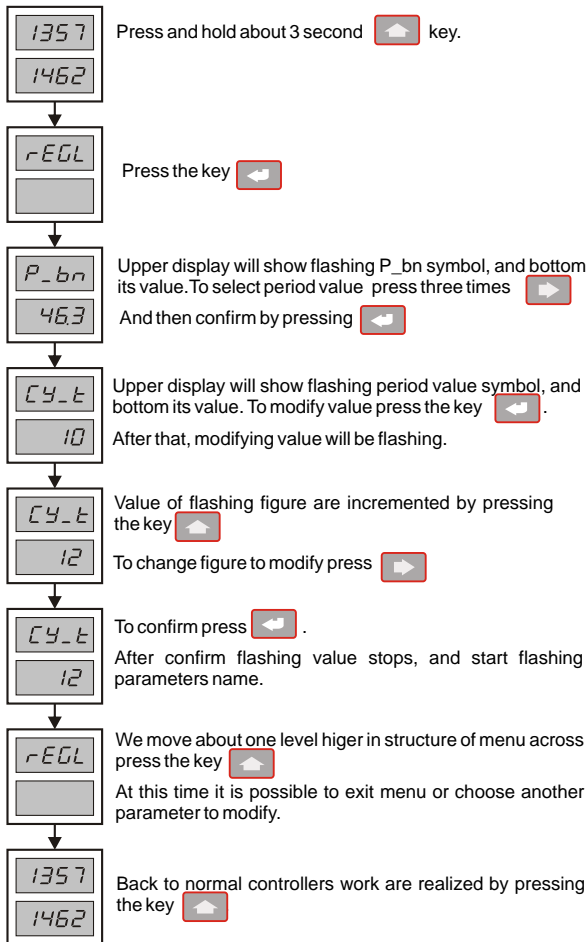 1357
1462
Press and hold about 3 second key.
rEGL
Press the key
P_bn
46.3
Upper display will show flashing P_bn symbol, and bottom
its value.To select period value press three times
And then confirm by pressing
CY_t
10
Upper display will show flashing period value symbol, and
bottom its value. To modify value press the key .
After that, modifying value will be flashing.
CY_t
12
Value of flashing figure are incremented by pressing
the key
To change figure to modify press
CY_t
12
To confirm press .
After confirm flashing value stops, and start flashing
parameters name.
rEGL
We move about one level higer in structure of menu across
press the key
At this time it is possible to exit menu or choose another
parameter to modify.
1357
1462
Back to normal controllers work are realized by pressing
the key